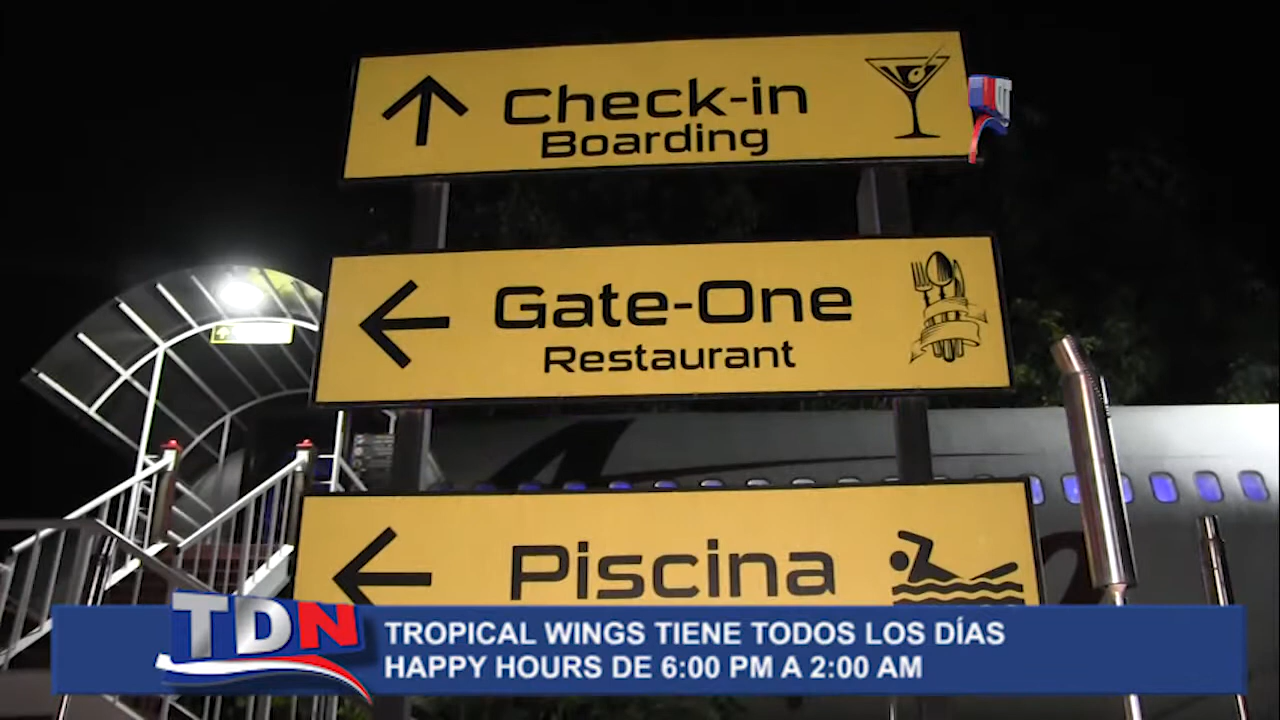 Check-in
Boarding
Gate-One
Restaurant
Piscina
TDN
TROPICAL WINGS TIENE TODOS LOS DÍAS
HAPPY HOURS DE 6:00 PM A 2:00 AM